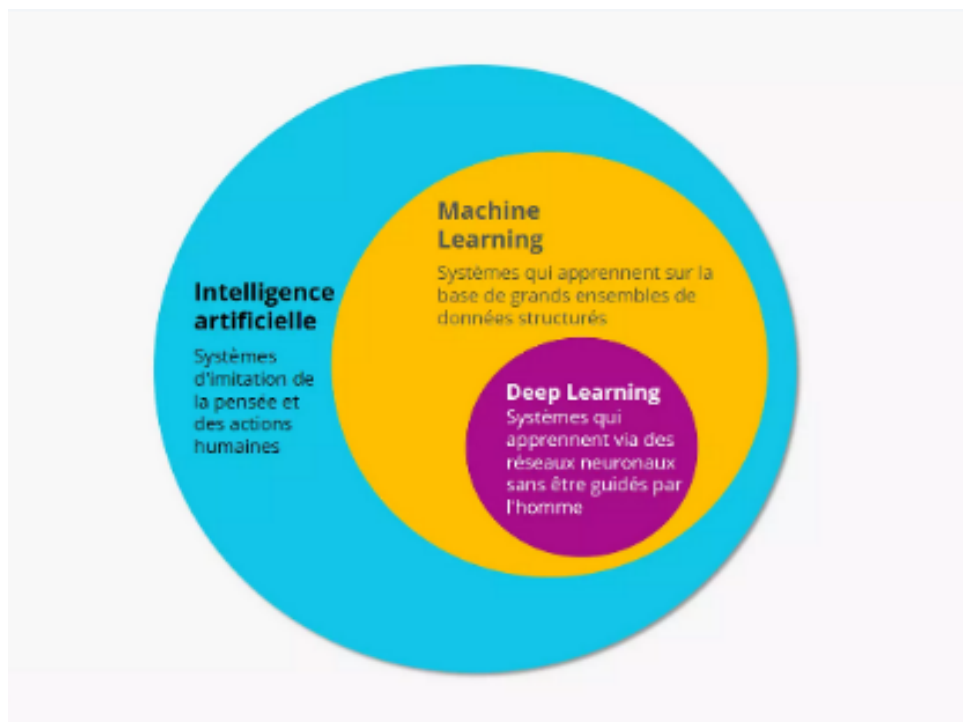 Machine
Learning
Systèmes qui apprennent sur la
base de grands ensembles de
données structurés
Intelligence
artificielle
Systèmes
d'imitation de
la pensée et
des actions
humaines
Deep Learning
Systèmes qui
apprennent via des
réseaux neuronaux
sans être guidés par
l'homme